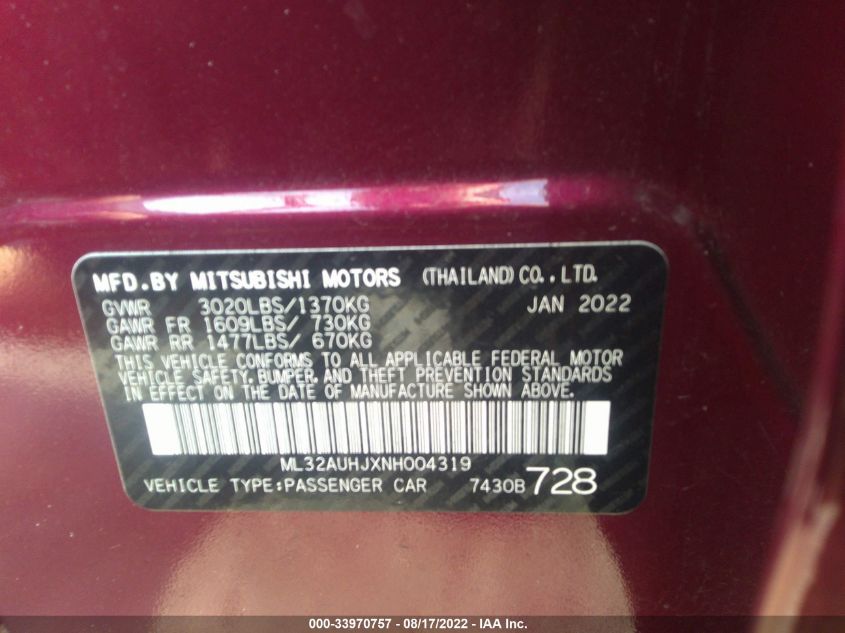 MFD.BY MITSUBISHI MOTORS (THAILAND) CO.,LTD.
GVWR 3020LBS/1370KG JAN 2022
GAWR FR 1609LBS/ 730KG
GAWR RR 1477LBS/ 670KG
THIS VEHICLE CONFORMS TO ALL APPLICABLE FEDERAL MOTOR
VEHICLE SAFETY, BUMPER, AND THEFT PREVENTION STANDARDS
IN EFFECT ON THE DATE OF MANUFACTURE SHOWN ABOVE.
ML32AUHJXNH004319
VEHICLE TYPE:PASSENGER CAR 7430B 728
000-33970757 - 08/17/2022 - IAA Inc.